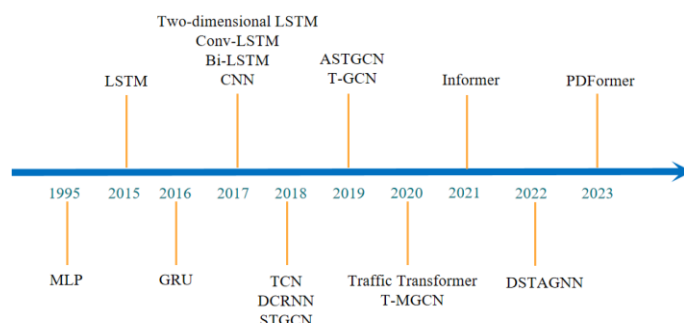 Two-dimensional LSTM
Conv-LSTM
Bi-LSTM
CNN
LSTM
ASTGCN
T-GCN
Informer
PDFormer
1995 2015 2016 2017 2018 2019 2020 2021 2022 2023
MLP
GRU
TCN
DCRNN
STGCN
Traffic Transformer
T-MGCN
DSTAGNN